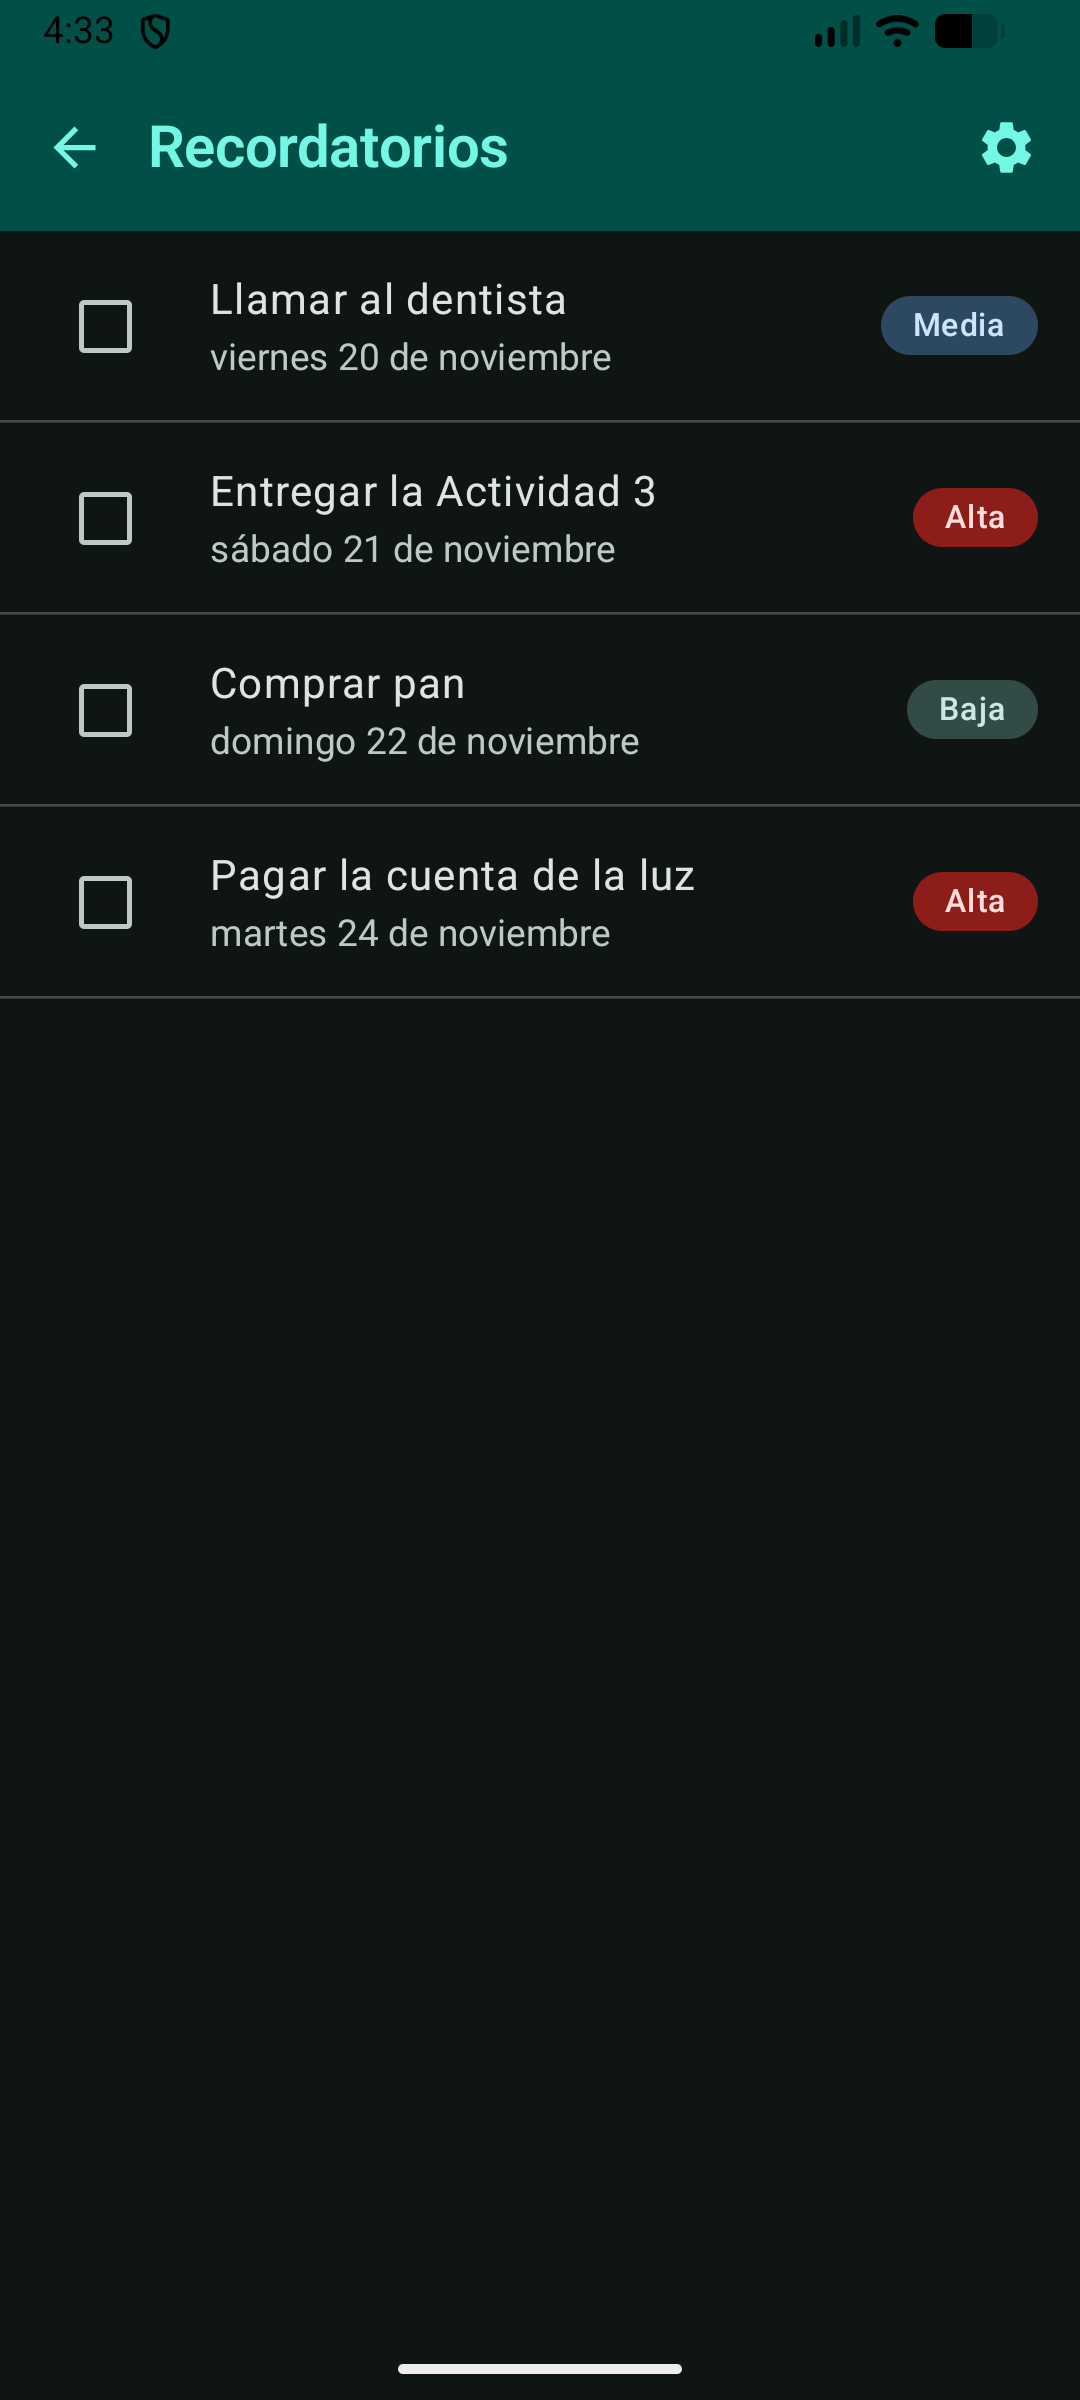 4:33
Recordatorios
Llamar al dentista
viernes 20 de noviembre
Media
Entregar la Actividad 3
sábado 21 de noviembre
Alta
Comprar pan
domingo 22 de noviembre
Baja
Pagar la cuenta de la luz
martes 24 de noviembre
Alta